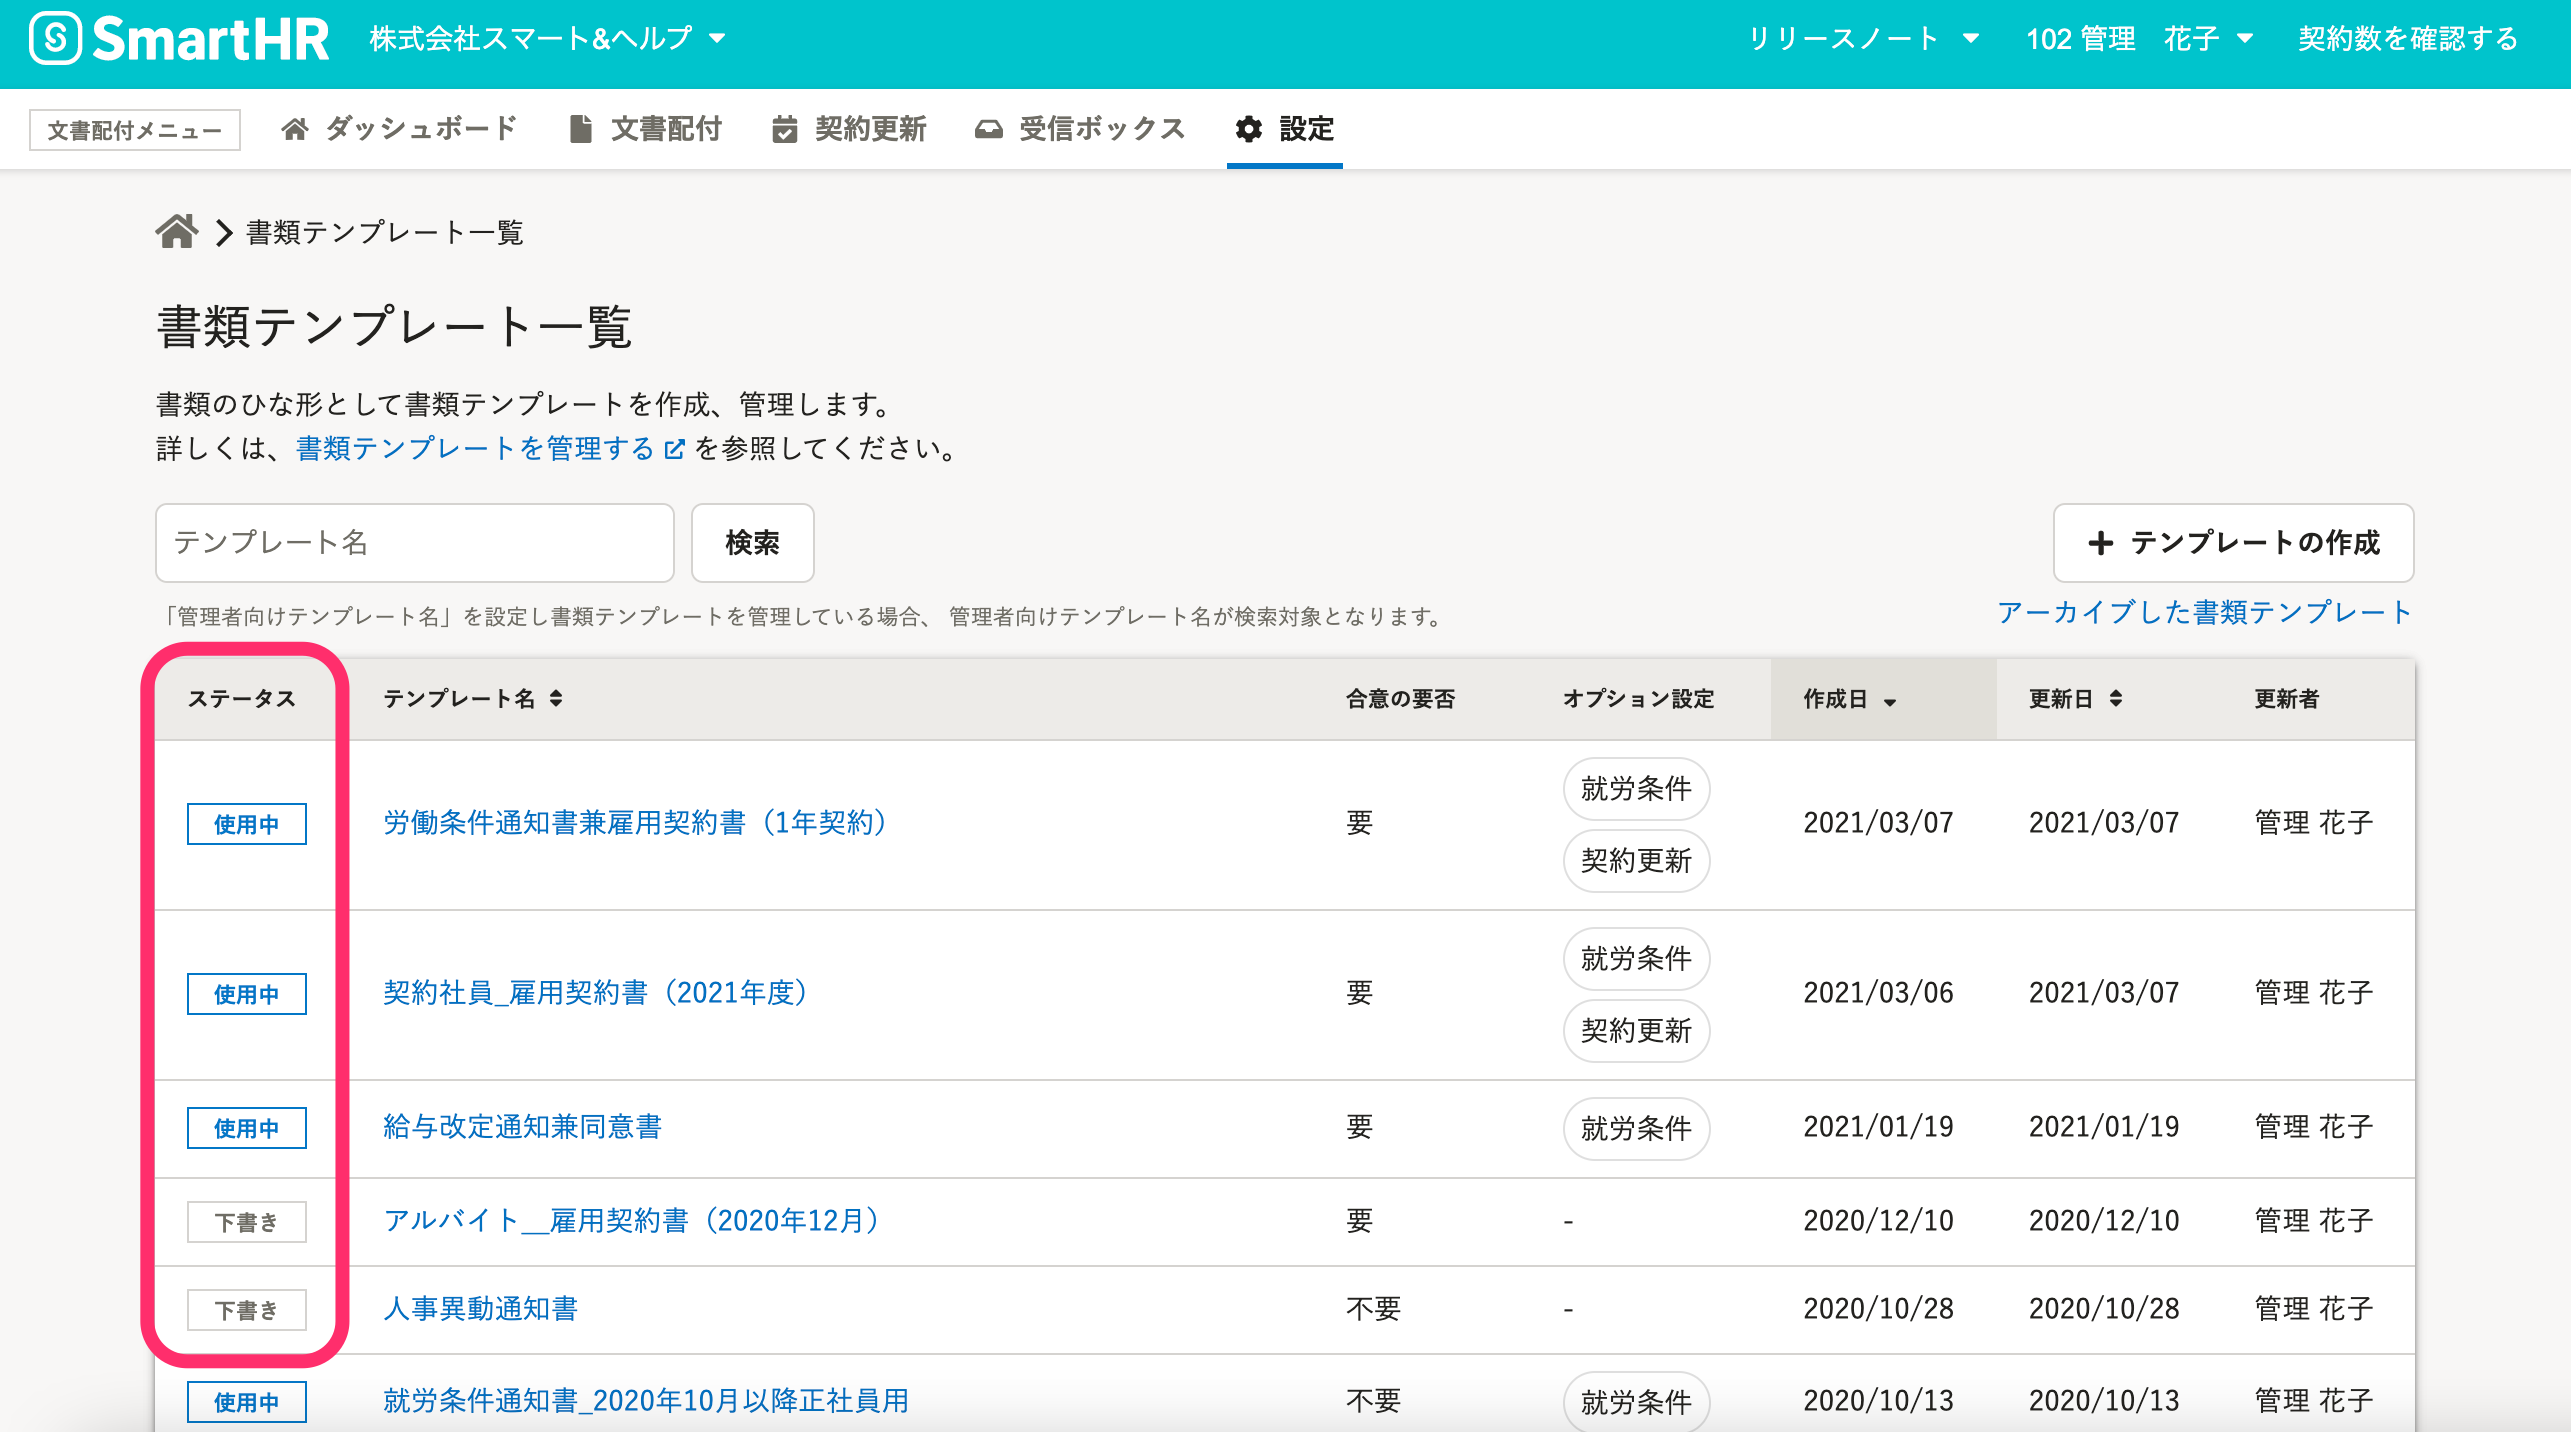 SmartHR 株式会社スマート&ヘルプ リリースノート 102 管理 花子 契約数を確認する
文書配付メニュー ダッシュボード 文書配付 契約更新 受信ボックス 設定
書類テンプレート一覧
書類テンプレート一覧
書類のひな形として書類テンプレートを作成、管理します。
詳しくは、書類テンプレートを管理する を参照してください。
テンプレート名 検索 テンプレートの作成
「管理者向けテンプレート名」を設定し書類テンプレートを管理している場合、 管理者向けテンプレート名が検索対象となります。
アーカイブした書類テンプレート
ステータス テンプレート名 合意の要否 オプション設定 作成日 更新日 更新者
使用中 労働条件通知書兼雇用契約書（1年契約） 要 就労条件 契約更新 2021/03/07 2021/03/07 管理 花子
使用中 契約社員_雇用契約書（2021年度） 要 就労条件 契約更新 2021/03/06 2021/03/07 管理 花子
使用中 給与改定通知兼同意書 要 就労条件 2021/01/19 2021/01/19 管理 花子
下書き アルバイト__雇用契約書（2020年12月） 要 - 2020/12/10 2020/12/10 管理 花子
下書き 人事異動通知書 不要 - 2020/10/28 2020/10/28 管理 花子
使用中 就労条件通知書_2020年10月以降正社員用 不要 就労条件 2020/10/13 2020/10/13 管理 花子